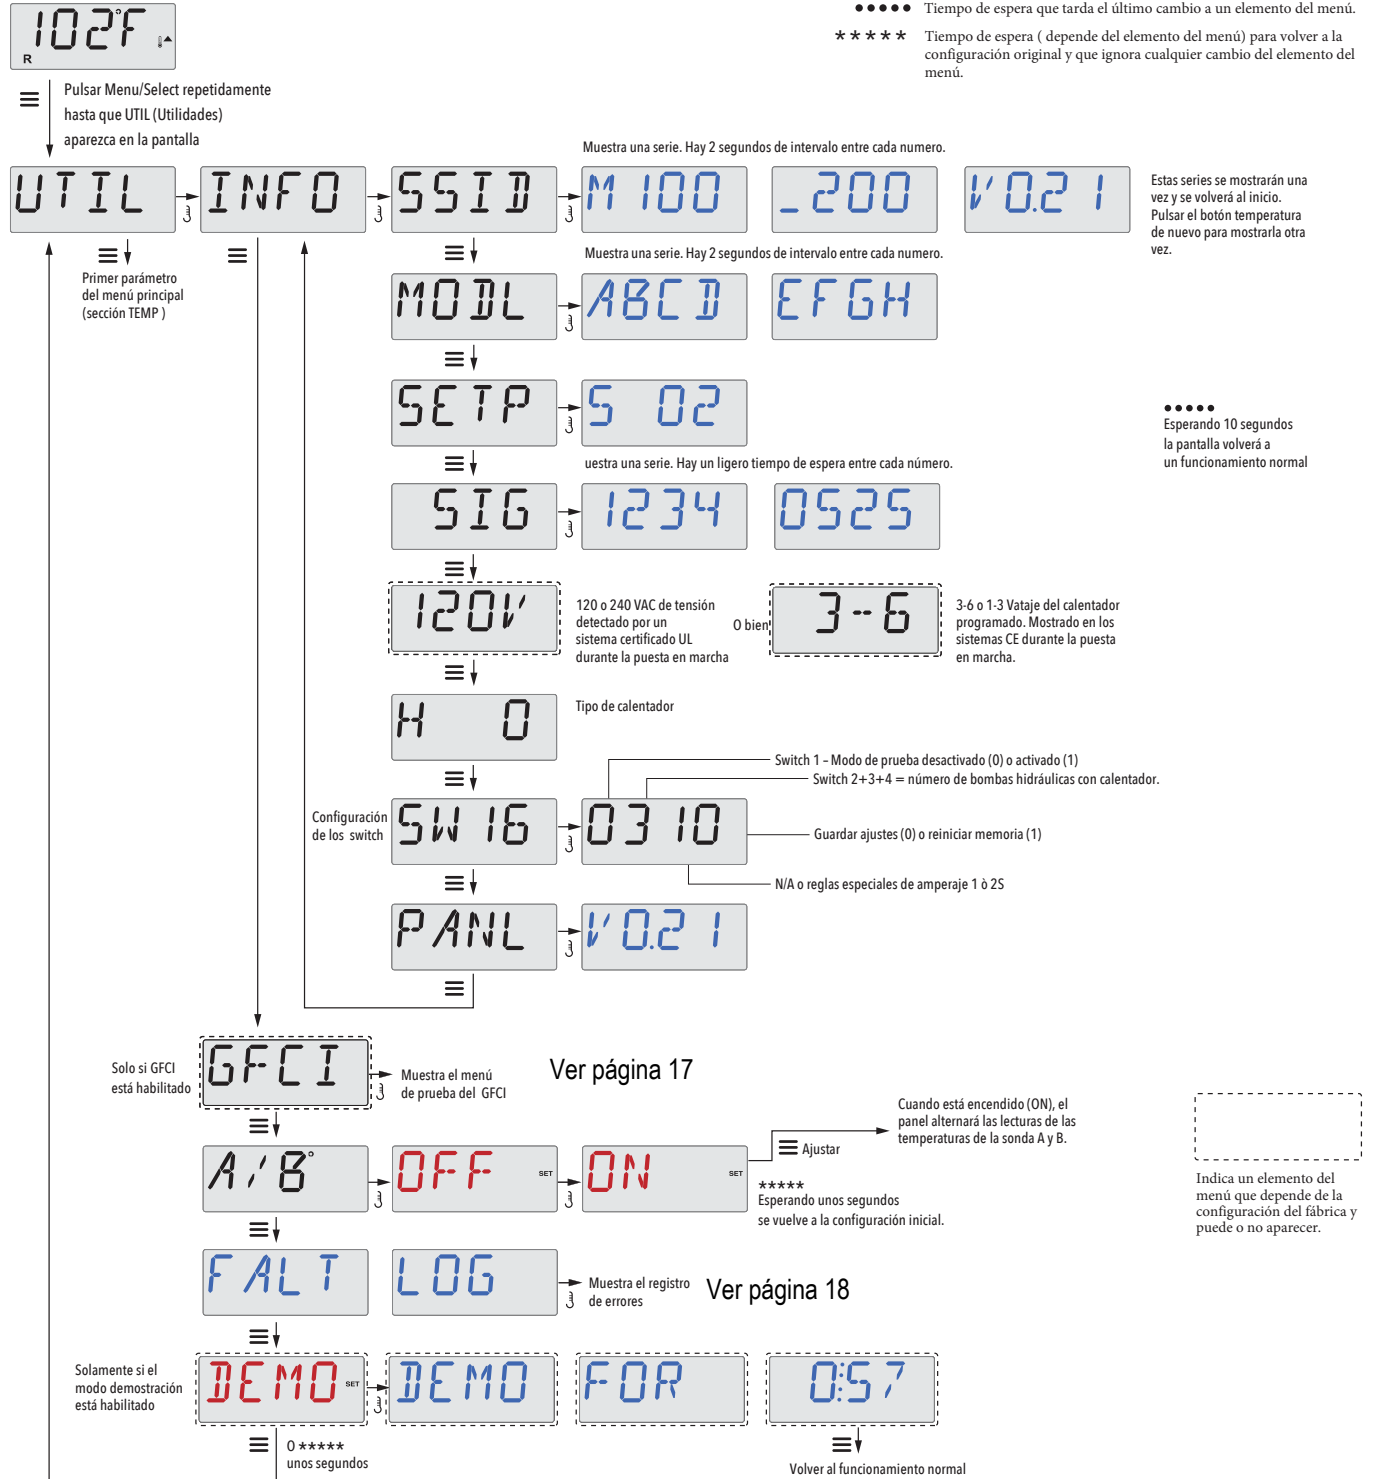 102°F
R
●●●●● Tiempo de espera que tarda el último cambio a un elemento del menú.
***** Tiempo de espera ( depende del elemento del menú) para volver a la
configuración original y que ignora cualquier cambio del elemento del
menú.
Pulsar Menu/Select repetidamente
hasta que UTIL (Utilidades)
aparezca en la pantalla
Muestra una serie. Hay 2 segundos de intervalo entre cada numero.
UTIL INFO SSID M100 _200 V0.21
Estas series se mostrarán una
vez y se volverá al inicio.
Pulsar el botón temperatura
de nuevo para mostrarla otra
vez.
Primer parámetro
del menú principal
(sección TEMP )
Muestra una serie. Hay 2 segundos de intervalo entre cada numero.
MODL ABCD EFGH
SETP S 02
●●●●●
Esperando 10 segundos
la pantalla volverá a
un funcionamiento normal
uestra una serie. Hay un ligero tiempo de espera entre cada número.
SIG 1234 0525
120V
120 o 240 VAC de tensión
detectado por un
sistema certificado UL
durante la puesta en marcha
O bien
3-6
3-6 o 1-3 Vataje del calentador
programado. Mostrado en los
sistemas CE durante la puesta
en marcha.
H 0
Tipo de calentador
Switch 1 – Modo de prueba desactivado (0) o activado (1)
Switch 2+3+4 = número de bombas hidráulicas con calentador.
Configuración
de los switch
SW16 0310
Guardar ajustes (0) o reiniciar memoria (1)
N/A o reglas especiales de amperaje 1 ò 2S
PANL V0.21
Solo si GFCI
está habilitado
GFCI
Muestra el menú
de prueba del GFCI
Ver página 17
Cuando está encendido (ON), el
panel alternará las lecturas de las
temperaturas de la sonda A y B.
A/B° OFF SET ON SET
Ajustar
*****
Esperando unos segundos
se vuelve a la configuración inicial.
Indica un elemento del
menú que depende de la
configuración del fábrica y
puede o no aparecer.
FALT LOG
Muestra el registro
de errores
Ver página 18
Solamente si el
modo demostración
está habilitado
DEMO SET DEMO FOR 0:57
O *****
unos segundos
Volver al funcionamiento normal